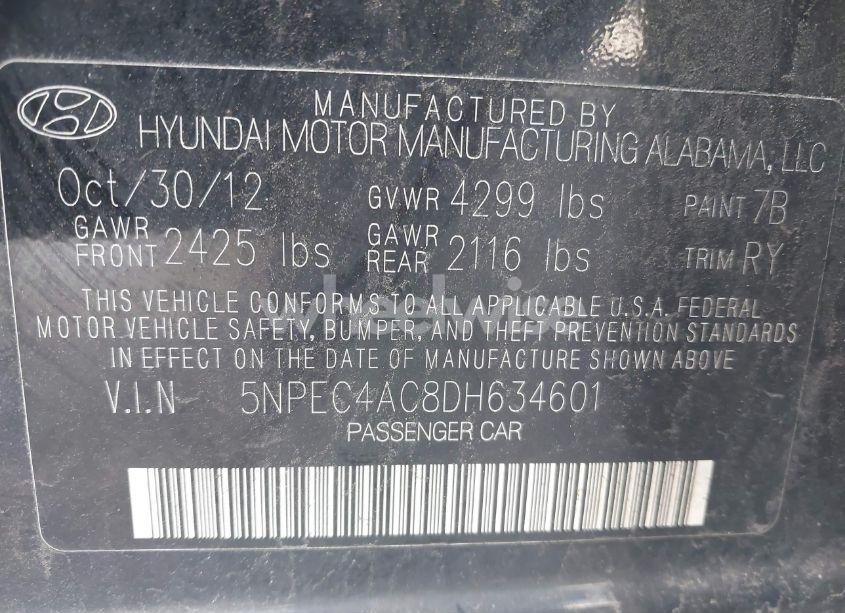 MANUFACTURED BY
HYUNDAI MOTOR MANUFACTURING ALABAMA, LLC
Oct/30/12 GVWR 4299 lbs PAINT 7B
GAWR FRONT 2425 lbs GAWR REAR 2116 lbs TRIM RY
THIS VEHICLE CONFORMS TO ALL APPLICABLE U.S.A. FEDERAL
MOTOR VEHICLE SAFETY, BUMPER, AND THEFT PREVENTION STANDARDS
IN EFFECT ON THE DATE OF MANUFACTURE SHOWN ABOVE
V.I.N 5NPEC4AC8DH634601
PASSENGER CAR